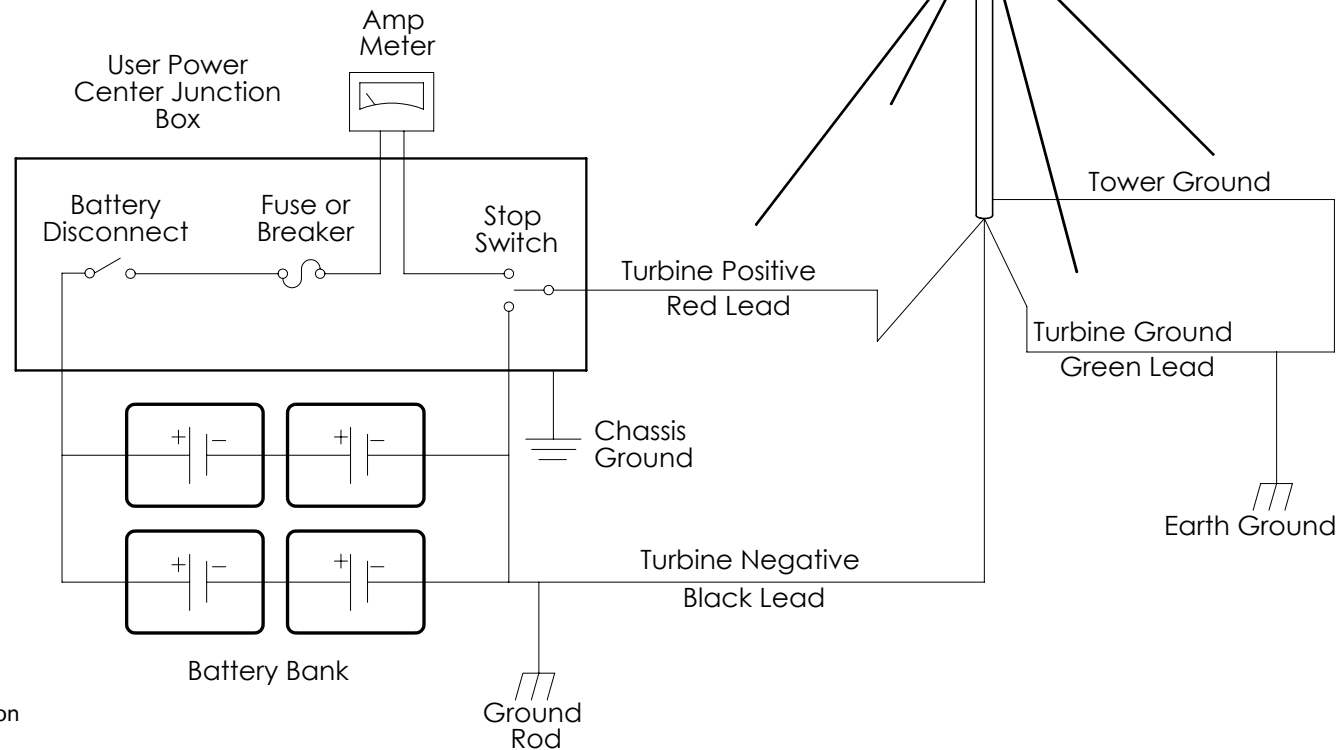 Amp
Meter
User Power
Center Junction
Box
Battery
Disconnect
Fuse or
Breaker
Stop
Switch
Tower Ground
Turbine Positive
Red Lead
Turbine Ground
Green Lead
Chassis
Ground
+ –
+ –
+ –
+ –
Earth Ground
Turbine Negative
Black Lead
Battery Bank
Ground
Rod
on